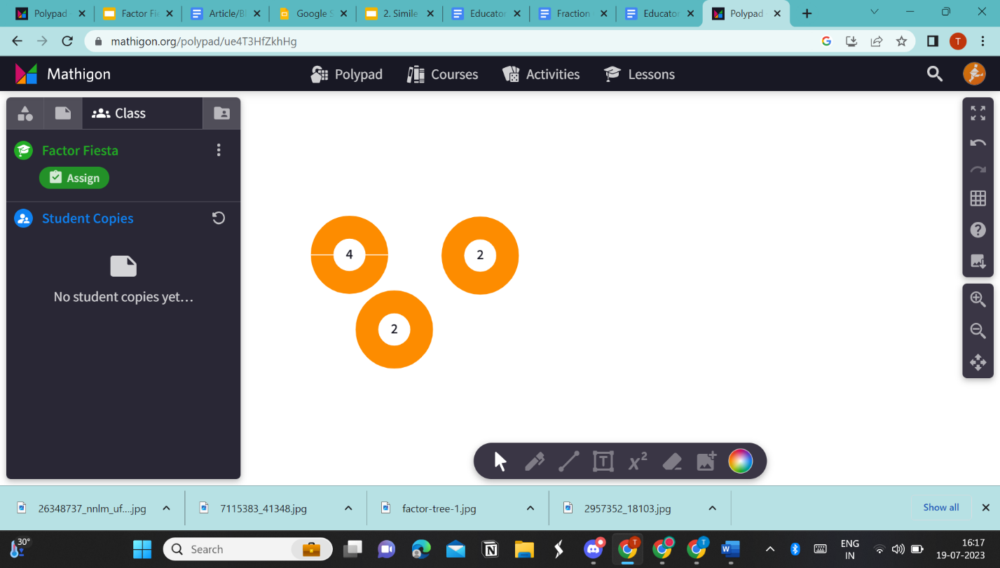 Polypad
Factor Fie
Article/Bl
Google S
2. Simile
Educator
Fraction
Educator
Polypad
mathigon.org/polypad/ue4T3HfZkhHg
T
Mathigon
Polypad
Courses
Activities
Lessons
Class
Factor Fiesta
Assign
Student Copies
No student copies yet...
4
2
2
T
x²
26348737_nnlm_uf....jpg
7115383_41348.jpg
factor-tree-1.jpg
2957352_18103.jpg
Show all
30°
Search
T
T
W
ENG
IN
16:17
19-07-2023